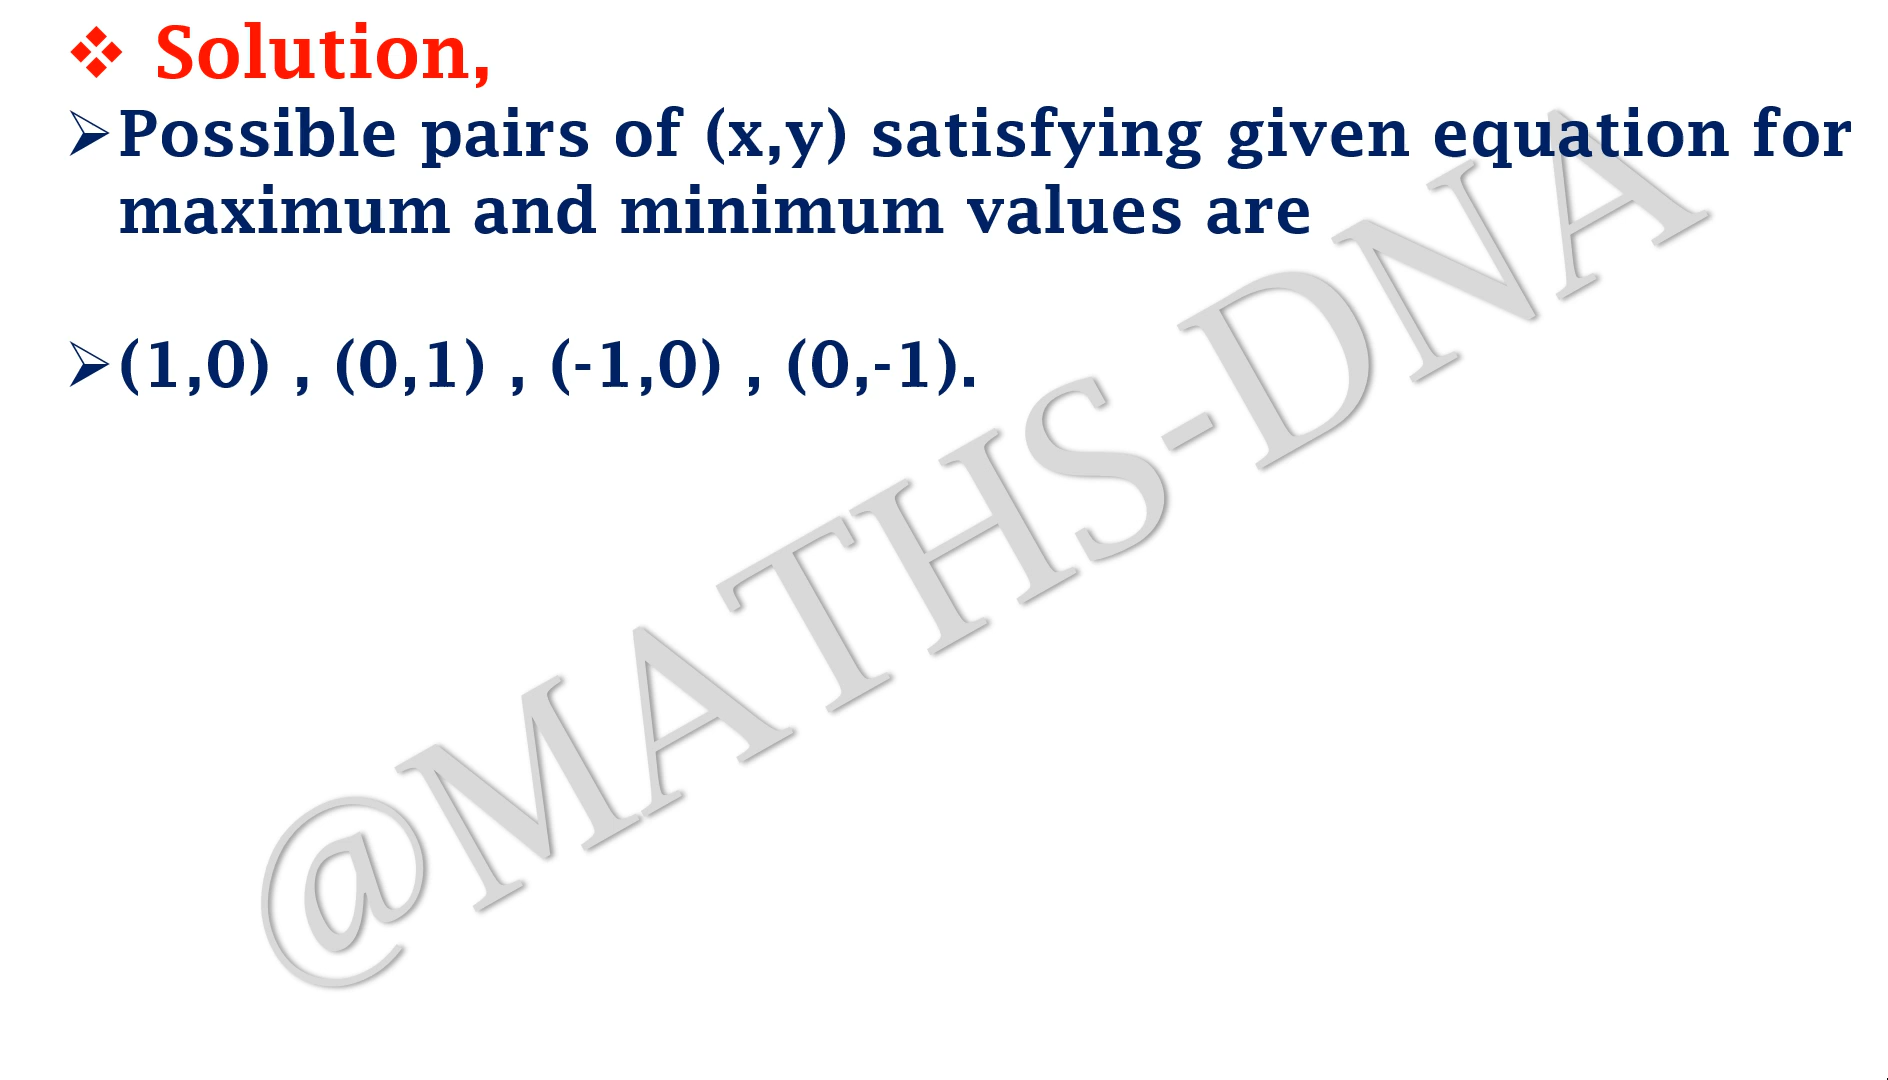 ❖ Solution,
➢Possible pairs of (x,y) satisfying given equation for
maximum and minimum values are
➢(1,0) , (0,1) , (-1,0) , (0,-1).
@MATHS-DNA